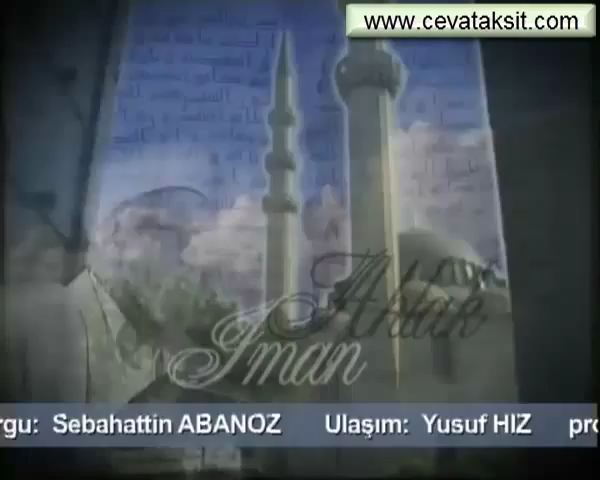 www.cevataksit.com
Ahlak
İman
rgu: Sebahattin ABANOZ Ulaşım: Yusuf HIZ pro